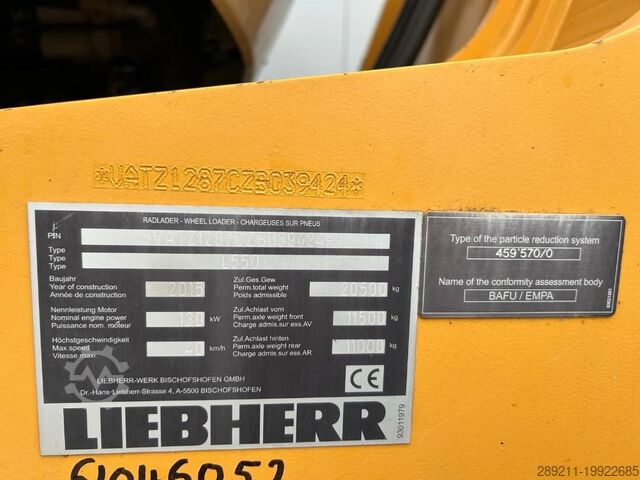 *VATZ1287CZB039424*
RADLADER - WHEEL LOADER - CHARGEUSES SUR PNEUS
PIN
*VATZ1287CZB039424*
Type
Type
Type
L550
Baujahr
Year of construction
Année de construction
2015
Zul.Ges Gew.
Perm.total weight
Poids admissible
20500 kg
Nennleistung Motor
Nominal engine power
Puissance nom. moteur
kW
Zul.Achslast vorn
Perm.axle weight front
Charge admis.sur ess.AV
11500 kg
Höchstgeschwindigkeit
Max.speed
Vitesse max.
40 km/h
Zul.Achslast hinten
Perm.axle weight rear
Charge admis.sur ess.AR
11000 kg
LIEBHERR-WERK BISCHOFSHOFEN GMBH
Dr.-Hans-Liebherr-Strasse 4, A-5500 BISCHOFSHOFEN
CE
LIEBHERR
93011979
Type of the particle reduction system
459'570/0
Name of the conformity assessment body
BAFU / EMPA
61046052
289211-19922685